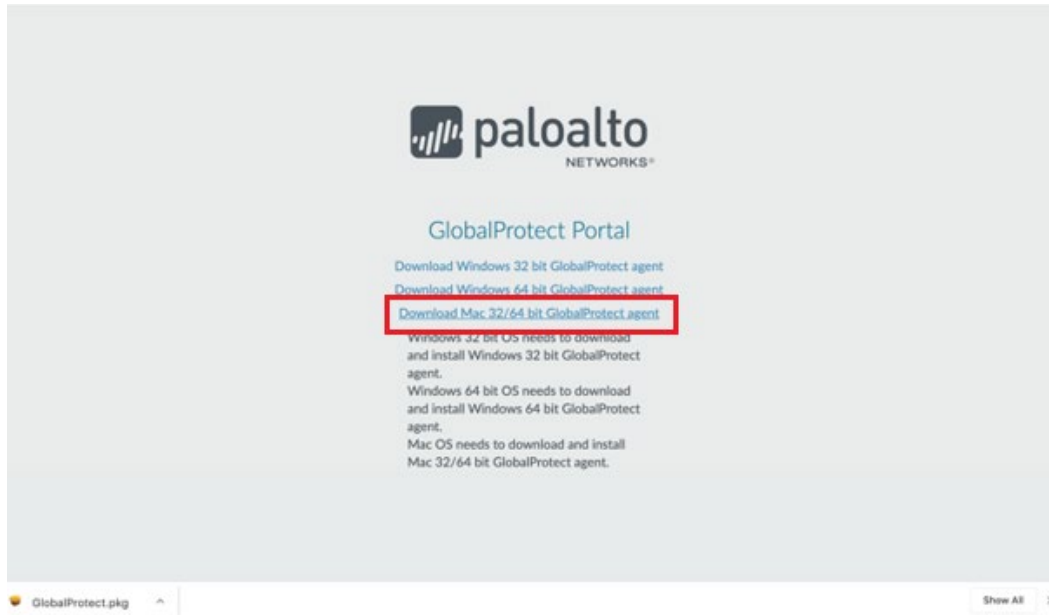 paloalto
NETWORKS®
GlobalProtect Portal
Download Windows 32 bit GlobalProtect agent
Download Windows 64 bit GlobalProtect agent
Download Mac 32/64 bit GlobalProtect agent
Windows 32 bit OS needs to download
and install Windows 32 bit GlobalProtect
agent.
Windows 64 bit OS needs to download
and install Windows 64 bit GlobalProtect
agent.
Mac OS needs to download and install
Mac 32/64 bit GlobalProtect agent.
GlobalProtect.pkg
Show All